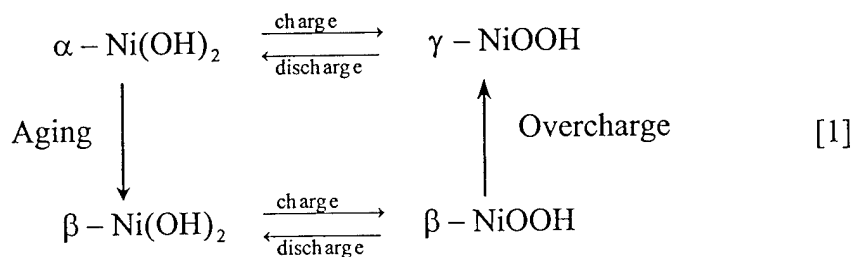 charge
α – Ni(OH)₂ γ – NiOOH
discharge
Aging Overcharge [1]
charge
β – Ni(OH)₂ β – NiOOH
discharge